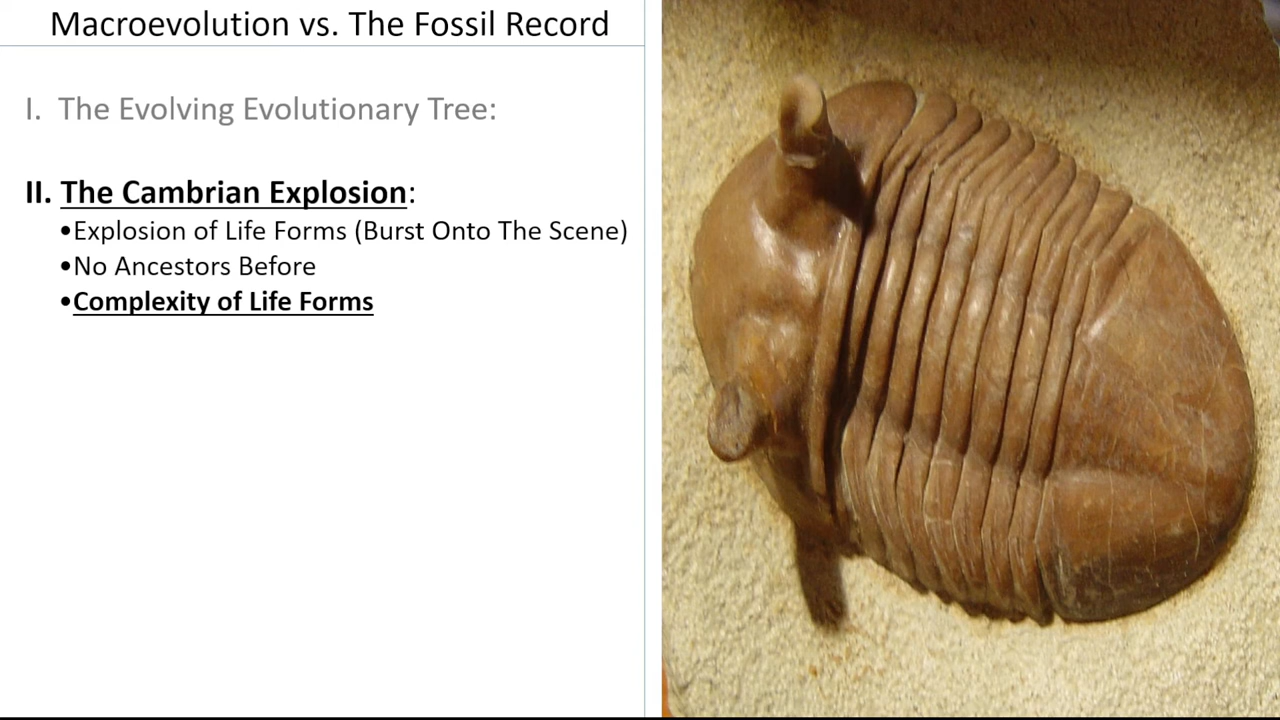 Macroevolution vs. The Fossil Record
I. The Evolving Evolutionary Tree:
II. The Cambrian Explosion:
•Explosion of Life Forms (Burst Onto The Scene)
•No Ancestors Before
•Complexity of Life Forms